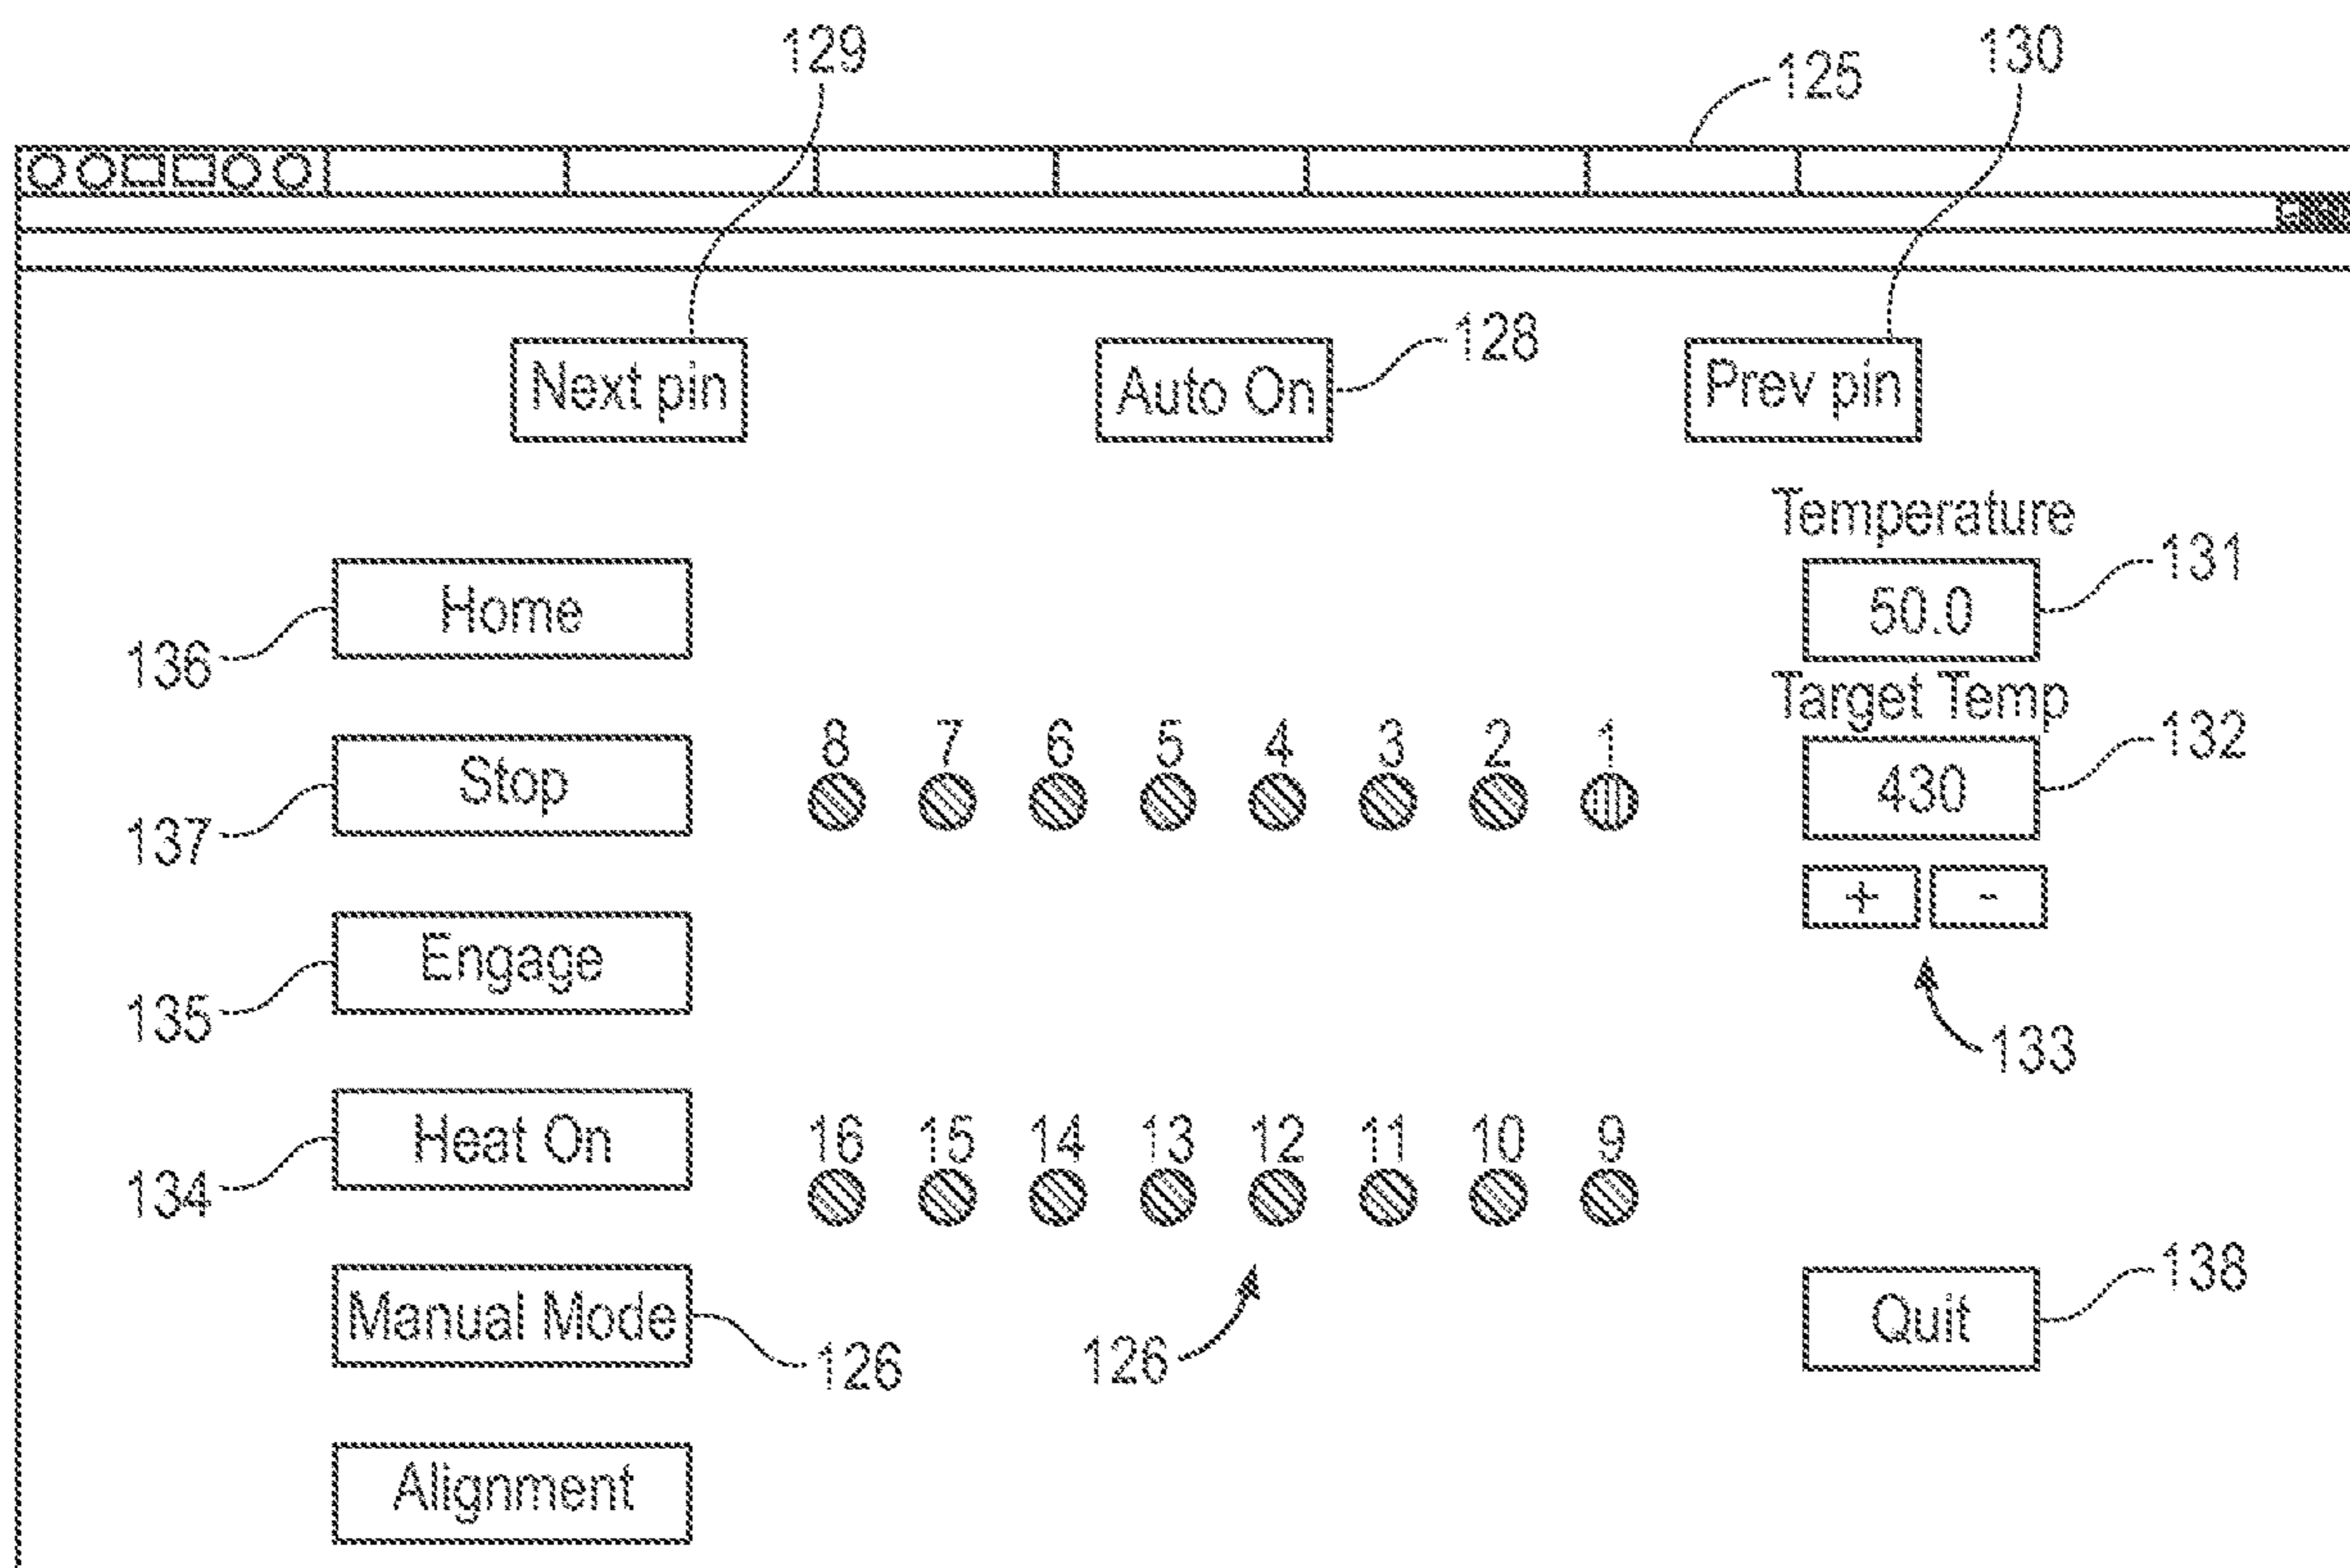 129
130
125
Next pin
Auto On
128
Prev pin
Temperature
131
50.0
Home
136
Target Temp
132
430
8 7 6 5 4 3 2 1
Stop
137
+ -
Engage
135
133
16 15 14 13 12 11 10 9
Heat On
134
138
Quit
Manual Mode
126
126
Alignment